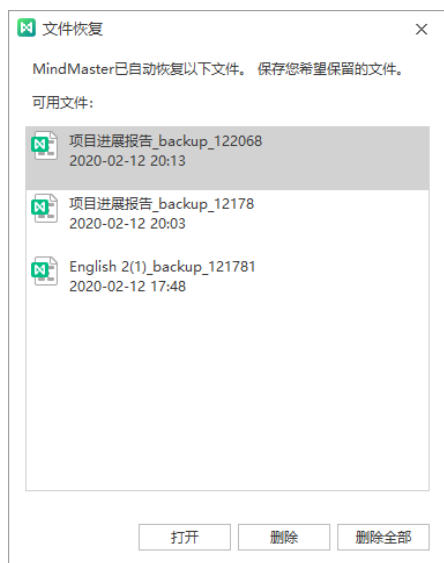 文件恢复
MindMaster已自动恢复以下文件。 保存您希望保留的文件。
可用文件:
项目进展报告_backup_122068
2020-02-12 20:13
项目进展报告_backup_12178
2020-02-12 20:03
English 2(1)_backup_121781
2020-02-12 17:48
打开 删除 删除全部